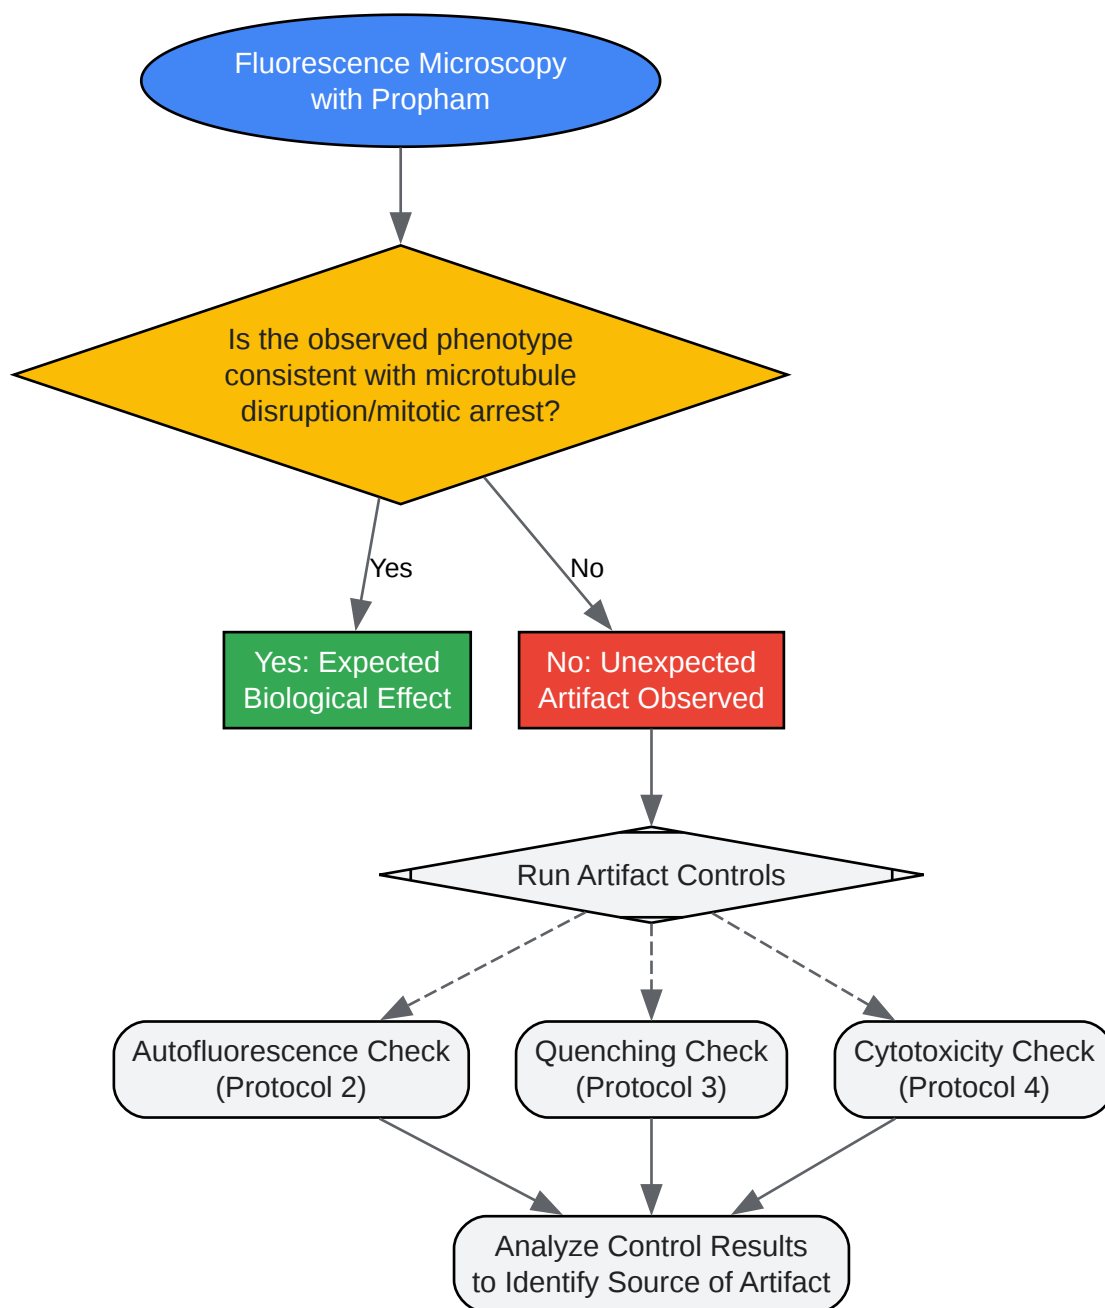 Fluorescence Microscopy
with Propham
Is the observed phenotype
consistent with microtubule
disruption/mitotic arrest?
Yes
No
Yes: Expected
Biological Effect
No: Unexpected
Artifact Observed
Run Artifact Controls
Autofluorescence Check
(Protocol 2)
Quenching Check
(Protocol 3)
Cytotoxicity Check
(Protocol 4)
Analyze Control Results
to Identify Source of Artifact